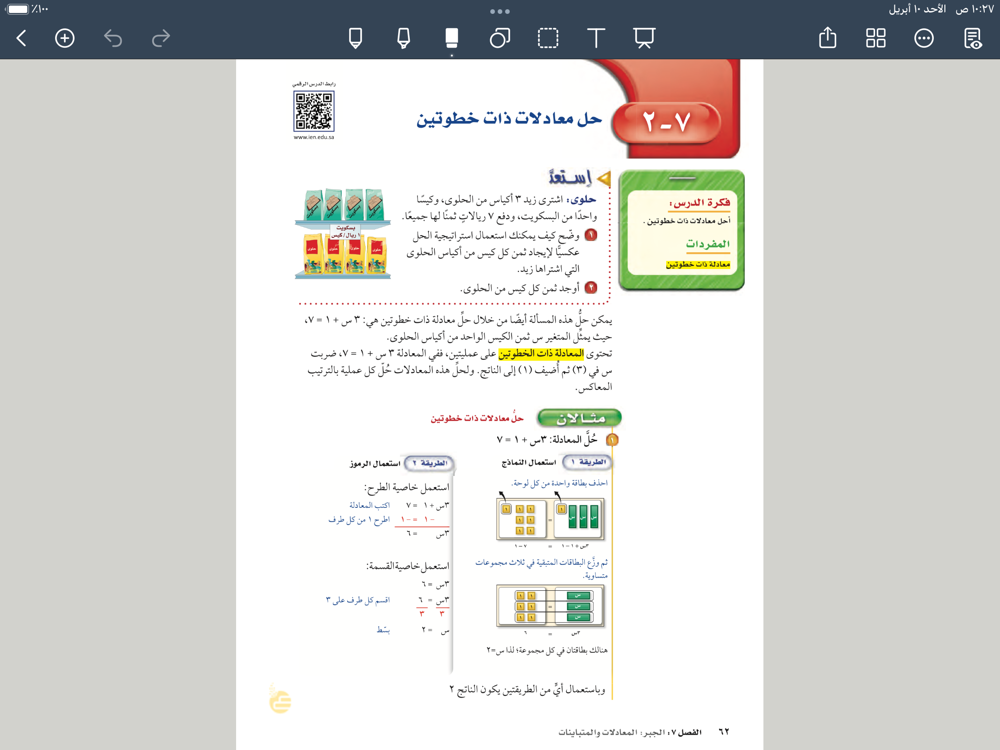 ١٠:٢٧ ص الأحد ١٠ أبريل
٪١٠٠
٧-٢
حل معادلات ذات خطوتين
رابط الدرس الرقمي
www.ien.edu.sa
فكرة الدرس:
أحل معادلات ذات خطوتين .
المفردات
معادلة ذات خطوتين
اِستعدَّ
حلوى: اشترى زيد ٣ أكياس من الحلوى، وكيسًا
واحدًا من البسكويت، ودفع ٧ ريالاتٍ ثمنًا لها جميعًا.
١ وضّح كيف يمكنك استعمال استراتيجية الحل
عكسيًّا لإيجاد ثمن كل كيس من أكياس الحلوى
التي اشتراها زيد.
٢ أوجد ثمن كل كيس من الحلوى.
بسكويت بسكويت بسكويت بسكويت
بسكويت
١ ريال/كيس
حلوى حلوى حلوى حلوى
يمكن حلُّ هذه المسألة أيضًا من خلال حلِّ معادلة ذات خطوتين هي: ٣ س + ١ = ٧،
حيث يمثِّل المتغير س ثمن الكيس الواحد من أكياس الحلوى.
تحتوى المعادلة ذات الخطوتين على عمليتين، ففي المعادلة ٣ س + ١ = ٧، ضربت
س في (٣) ثم أُضيف (١) إلى الناتج. ولحلِّ هذه المعادلات حُلّ كل عملية بالترتيب
المعاكس.
مثـالان حلُّ معادلات ذات خطوتين
١ حُلَّ المعادلة: ٣س + ١ = ٧
الطريقة ١ استعمال النماذج
احذف بطاقة واحدة من كل لوحة.
س س س ١ = ١ ١ ١
١ ١
١ ١
٣س + ١ – ١ = ٧ – ١
ثم وزَّع البطاقات المتبقية في ثلاث مجموعات
متساوية.
س ١ ١
س = ١ ١
س ١ ١
٣س = ٦
هنالك بطاقتان في كل مجموعة؛ لذا س=٢
الطريقة ٢ استعمال الرموز
استعمل خاصية الطرح:
٣س + ١ = ٧ اكتب المعادلة
– ١ = – ١ اطرح ١ من كل طرف
٣س = ٦
استعمل خاصية القسمة:
٣س = ٦
٣س = ٦ اقسم كل طرف على ٣
٣ ٣
س = ٢ بسّط
وباستعمال أيٍّ من الطريقتين يكون الناتج ٢
٦٢ الفصل ٧: الجبر: المعادلات والمتباينات